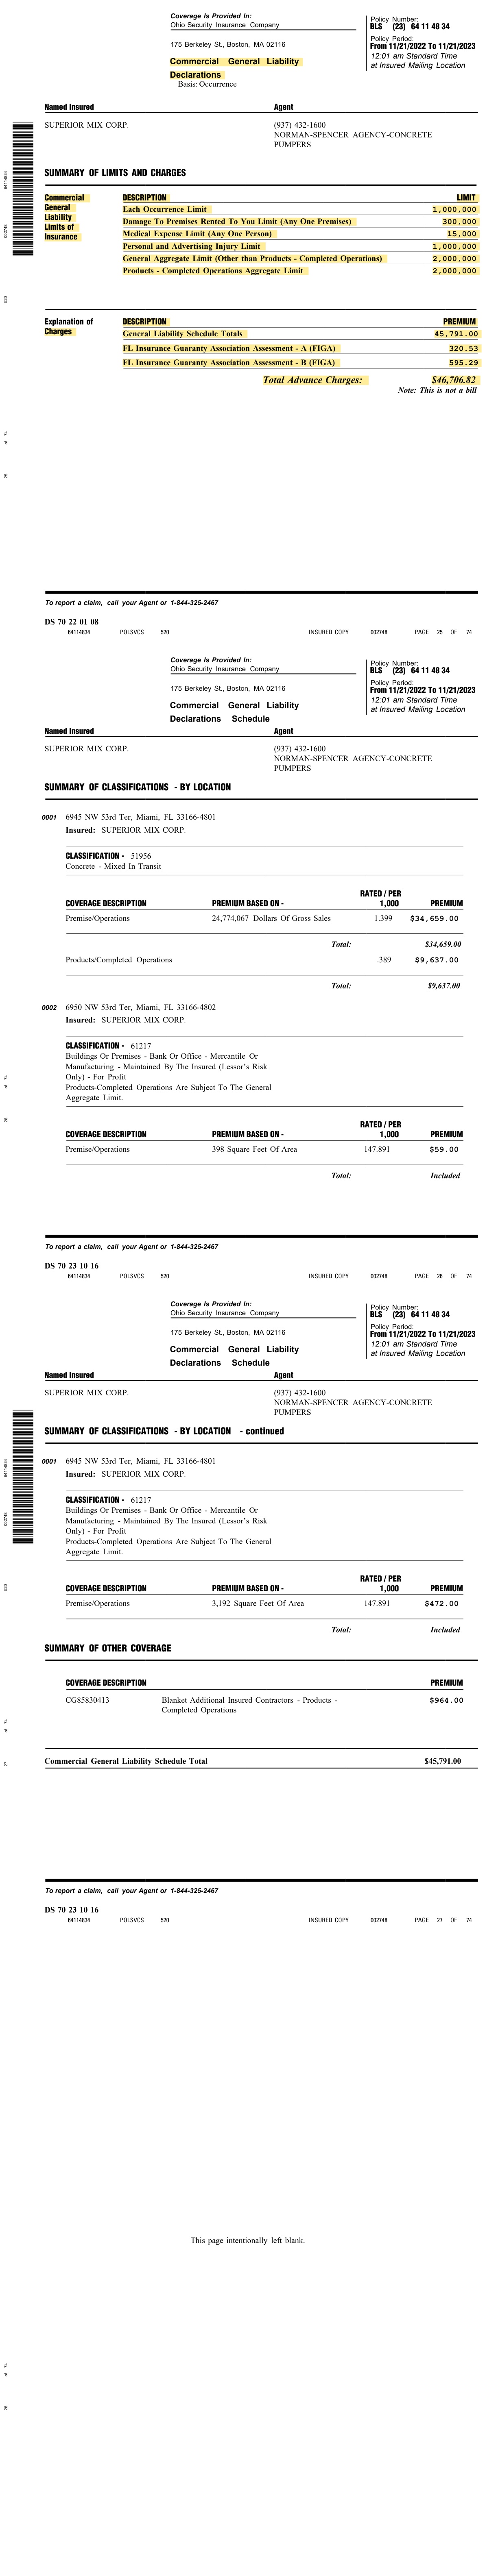 Coverage Is Provided In:
Ohio Security Insurance Company
175 Berkeley St., Boston, MA 02116
Commercial General Liability
Declarations
Basis: Occurrence
Policy Number:
BLS (23) 64 11 48 34
Policy Period:
From 11/21/2022 To 11/21/2023
12:01 am Standard Time
at Insured Mailing Location
Named Insured Agent
SUPERIOR MIX CORP. (937) 432-1600
NORMAN-SPENCER AGENCY-CONCRETE
PUMPERS
SUMMARY OF LIMITS AND CHARGES
Commercial
General
Liability
Limits of
Insurance
DESCRIPTION LIMIT
Each Occurrence Limit 1,000,000
Damage To Premises Rented To You Limit (Any One Premises) 300,000
Medical Expense Limit (Any One Person) 15,000
Personal and Advertising Injury Limit 1,000,000
General Aggregate Limit (Other than Products - Completed Operations) 2,000,000
Products - Completed Operations Aggregate Limit 2,000,000
Explanation of
Charges
DESCRIPTION PREMIUM
General Liability Schedule Totals 45,791.00
FL Insurance Guaranty Association Assessment - A (FIGA) 320.53
FL Insurance Guaranty Association Assessment - B (FIGA) 595.29
Total Advance Charges: $46,706.82
Note: This is not a bill
64114834
002748
520
25 of 74
To report a claim, call your Agent or 1-844-325-2467
DS 70 22 01 08
64114834 POLSVCS 520 INSURED COPY 002748 PAGE 25 OF 74
Coverage Is Provided In:
Ohio Security Insurance Company
175 Berkeley St., Boston, MA 02116
Commercial General Liability
Declarations Schedule
Policy Number:
BLS (23) 64 11 48 34
Policy Period:
From 11/21/2022 To 11/21/2023
12:01 am Standard Time
at Insured Mailing Location
Named Insured Agent
SUPERIOR MIX CORP. (937) 432-1600
NORMAN-SPENCER AGENCY-CONCRETE
PUMPERS
SUMMARY OF CLASSIFICATIONS - BY LOCATION
0001 6945 NW 53rd Ter, Miami, FL 33166-4801
Insured: SUPERIOR MIX CORP.
CLASSIFICATION - 51956
Concrete - Mixed In Transit
RATED / PER
COVERAGE DESCRIPTION PREMIUM BASED ON - 1,000 PREMIUM
Premise/Operations 24,774,067 Dollars Of Gross Sales 1.399 $34,659.00
Total: $34,659.00
Products/Completed Operations .389 $9,637.00
Total: $9,637.00
0002 6950 NW 53rd Ter, Miami, FL 33166-4802
Insured: SUPERIOR MIX CORP.
CLASSIFICATION - 61217
Buildings Or Premises - Bank Or Office - Mercantile Or
Manufacturing - Maintained By The Insured (Lessor's Risk
Only) - For Profit
Products-Completed Operations Are Subject To The General
Aggregate Limit.
RATED / PER
COVERAGE DESCRIPTION PREMIUM BASED ON - 1,000 PREMIUM
Premise/Operations 398 Square Feet Of Area 147.891 $59.00
Total: Included
26 of 74
To report a claim, call your Agent or 1-844-325-2467
DS 70 23 10 16
64114834 POLSVCS 520 INSURED COPY 002748 PAGE 26 OF 74
Coverage Is Provided In:
Ohio Security Insurance Company
175 Berkeley St., Boston, MA 02116
Commercial General Liability
Declarations Schedule
Policy Number:
BLS (23) 64 11 48 34
Policy Period:
From 11/21/2022 To 11/21/2023
12:01 am Standard Time
at Insured Mailing Location
Named Insured Agent
SUPERIOR MIX CORP. (937) 432-1600
NORMAN-SPENCER AGENCY-CONCRETE
PUMPERS
SUMMARY OF CLASSIFICATIONS - BY LOCATION - continued
0001 6945 NW 53rd Ter, Miami, FL 33166-4801
Insured: SUPERIOR MIX CORP.
CLASSIFICATION - 61217
Buildings Or Premises - Bank Or Office - Mercantile Or
Manufacturing - Maintained By The Insured (Lessor's Risk
Only) - For Profit
Products-Completed Operations Are Subject To The General
Aggregate Limit.
RATED / PER
COVERAGE DESCRIPTION PREMIUM BASED ON - 1,000 PREMIUM
Premise/Operations 3,192 Square Feet Of Area 147.891 $472.00
Total: Included
SUMMARY OF OTHER COVERAGE
COVERAGE DESCRIPTION PREMIUM
CG85830413 Blanket Additional Insured Contractors - Products - $964.00
Completed Operations
Commercial General Liability Schedule Total $45,791.00
64114834
002748
520
27 of 74
To report a claim, call your Agent or 1-844-325-2467
DS 70 23 10 16
64114834 POLSVCS 520 INSURED COPY 002748 PAGE 27 OF 74
This page intentionally left blank.
28 of 74